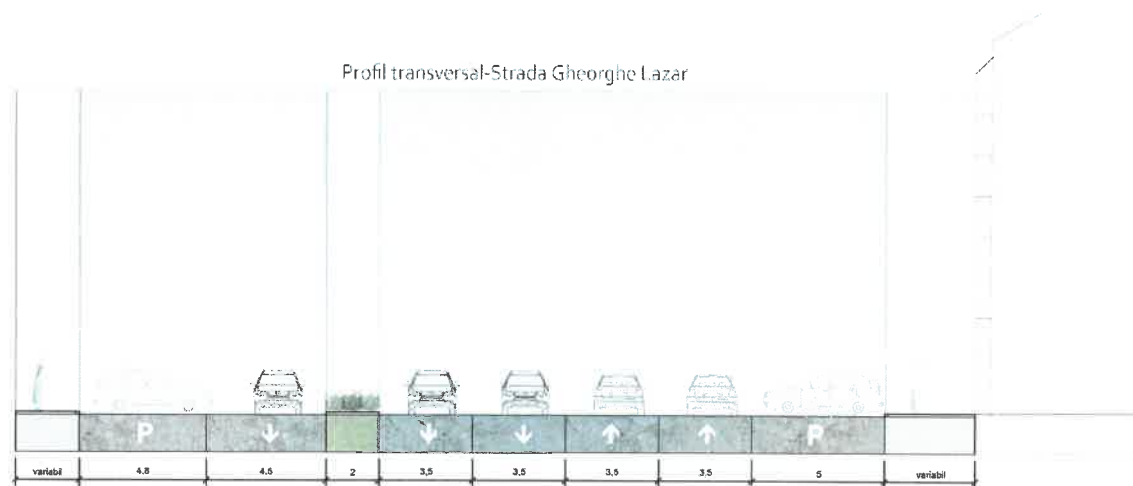 Profil transversal-Strada Gheorghe Lazar
P ↓ ↓ ↓ ↑ ↑ P
variabil 4,8 4,5 2 3,5 3,5 3,5 3,5 5 variabil